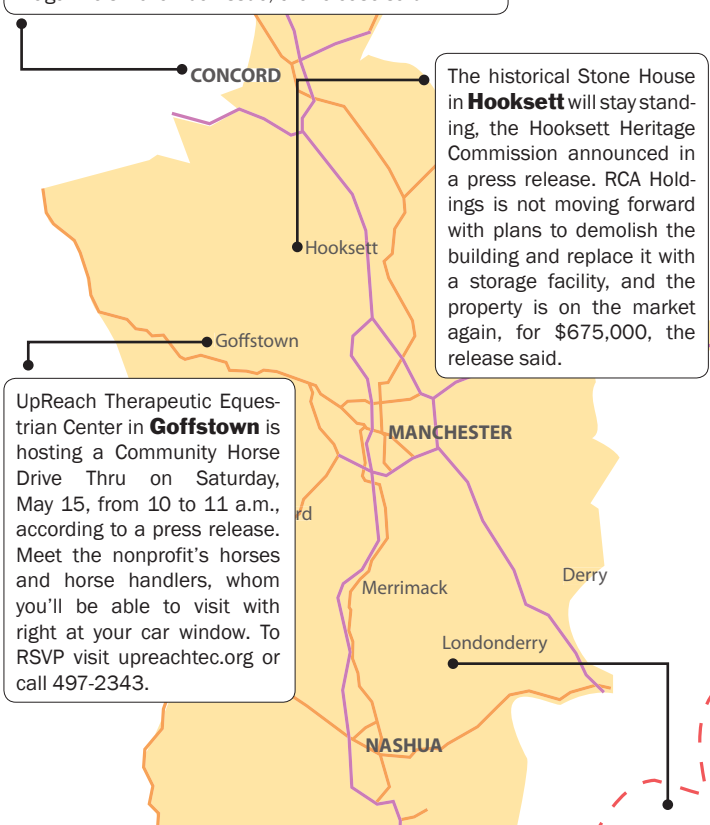 CONCORD
The historical Stone House
in Hooksett will stay stand-
ing, the Hooksett Heritage
Commission announced in
a press release. RCA Hold-
ings is not moving forward
with plans to demolish the
building and replace it with
a storage facility, and the
property is on the market
again, for $675,000, the
release said.
Hooksett
Goffstown
UpReach Therapeutic Eques-
trian Center in Goffstown is
hosting a Community Horse
Drive Thru on Saturday,
May 15, from 10 to 11 a.m.,
according to a press release.
Meet the nonprofit's horses
and horse handlers, whom
you'll be able to visit with
right at your car window. To
RSVP visit upreachtec.org or
call 497-2343.
MANCHESTER
rd
Merrimack
Derry
Londonderry
NASHUA